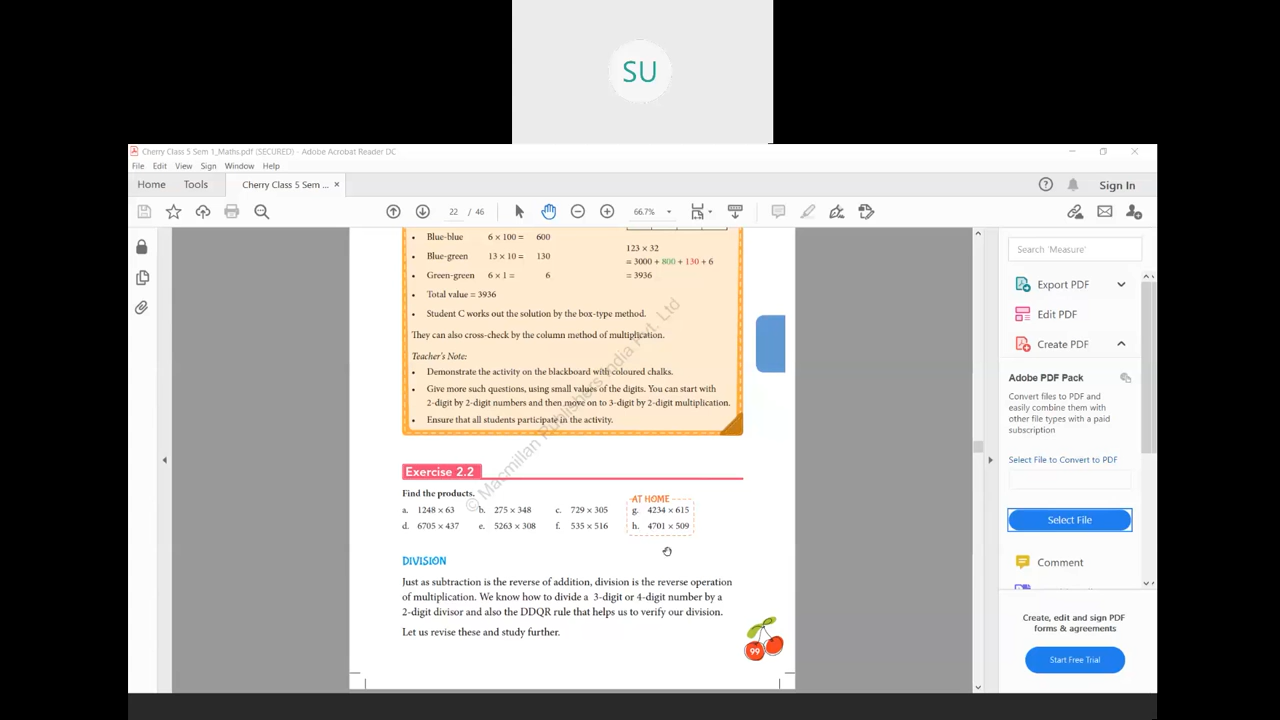 SU
Cherry Class 5 Sem 1_Maths.pdf (SECURED) - Adobe Acrobat Reader DC
File Edit View Sign Window Help
Home Tools Cherry Class 5 Sem ... × Sign In
22 / 46 66.7%
Blue-blue 6 × 100 = 600
Blue-green 13 × 10 = 130
Green-green 6 × 1 = 6
Total value = 3936
Student C works out the solution by the box-type method.
123 × 32
= 3000 + 800 + 130 + 6
= 3936
They can also cross-check by the column method of multiplication.
Teacher's Note:
Demonstrate the activity on the blackboard with coloured chalks.
Give more such questions, using small values of the digits. You can start with
2-digit by 2-digit numbers and then move on to 3-digit by 2-digit multiplication.
Ensure that all students participate in the activity.
© Macmillan Publishers India Pvt. Ltd
Exercise 2.2
Find the products.
a. 1248 × 63 b. 275 × 348 c. 729 × 305
d. 6705 × 437 e. 5263 × 308 f. 535 × 516
AT HOME
g. 4234 × 615
h. 4701 × 509
DIVISION
Just as subtraction is the reverse of addition, division is the reverse operation
of multiplication. We know how to divide a 3-digit or 4-digit number by a
2-digit divisor and also the DDQR rule that helps us to verify our division.
Let us revise these and study further.
99
Search 'Measure'
Export PDF
Edit PDF
Create PDF
Adobe PDF Pack
Convert files to PDF and
easily combine them with
other file types with a paid
subscription
Select File to Convert to PDF
Select File
Comment
Create, edit and sign PDF
forms & agreements
Start Free Trial